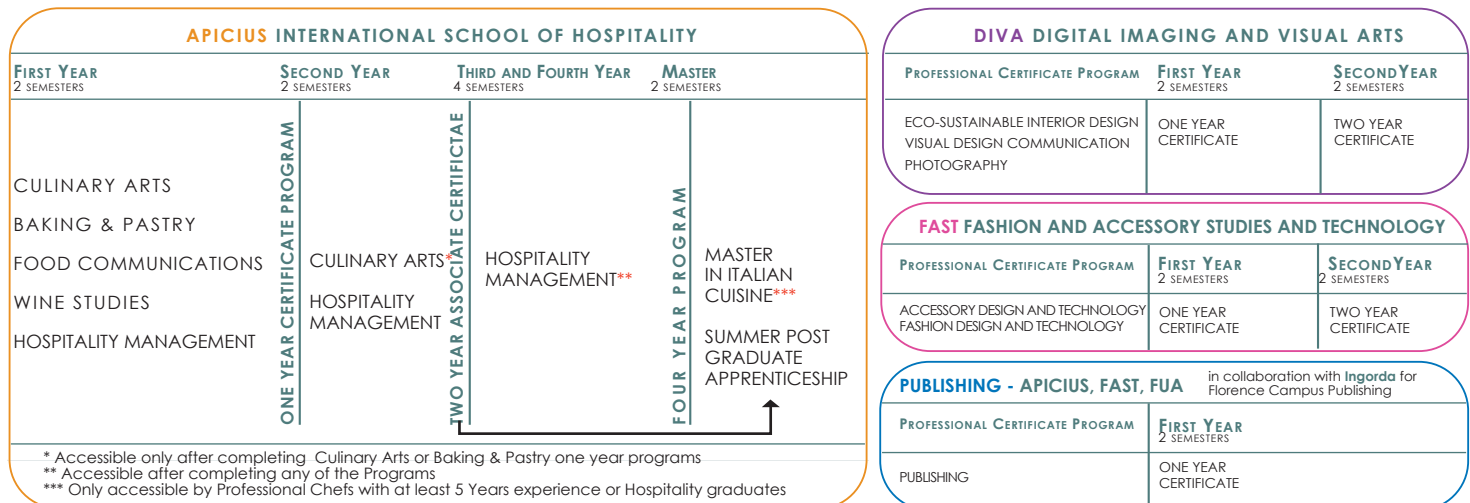 APICIUS INTERNATIONAL SCHOOL OF HOSPITALITY
FIRST YEAR
2 SEMESTERS
SECOND YEAR
2 SEMESTERS
THIRD AND FOURTH YEAR
4 SEMESTERS
MASTER
2 SEMESTERS
CULINARY ARTS
BAKING & PASTRY
FOOD COMMUNICATIONS
WINE STUDIES
HOSPITALITY MANAGEMENT
ONE YEAR CERTIFICATE PROGRAM
CULINARY ARTS*
HOSPITALITY
MANAGEMENT
TWO YEAR ASSOCIATE CERTIFICTAE
HOSPITALITY
MANAGEMENT**
FOUR YEAR PROGRAM
MASTER
IN ITALIAN
CUISINE***
SUMMER POST
GRADUATE
APPRENTICESHIP
* Accessible only after completing Culinary Arts or Baking & Pastry one year programs
** Accessible after completing any of the Programs
*** Only accessible by Professional Chefs with at least 5 Years experience or Hospitality graduates
DIVA DIGITAL IMAGING AND VISUAL ARTS
PROFESSIONAL CERTIFICATE PROGRAM
FIRST YEAR
2 SEMESTERS
SECONDYEAR
2 SEMESTERS
ECO-SUSTAINABLE INTERIOR DESIGN
VISUAL DESIGN COMMUNICATION
PHOTOGRAPHY
ONE YEAR
CERTIFICATE
TWO YEAR
CERTIFICATE
FAST FASHION AND ACCESSORY STUDIES AND TECHNOLOGY
PROFESSIONAL CERTIFICATE PROGRAM
FIRST YEAR
2 SEMESTERS
SECONDYEAR
2 SEMESTERS
ACCESSORY DESIGN AND TECHNOLOGY
FASHION DESIGN AND TECHNOLOGY
ONE YEAR
CERTIFICATE
TWO YEAR
CERTIFICATE
PUBLISHING - APICIUS, FAST, FUA
in collaboration with Ingorda for
Florence Campus Publishing
PROFESSIONAL CERTIFICATE PROGRAM
FIRST YEAR
2 SEMESTERS
PUBLISHING
ONE YEAR
CERTIFICATE